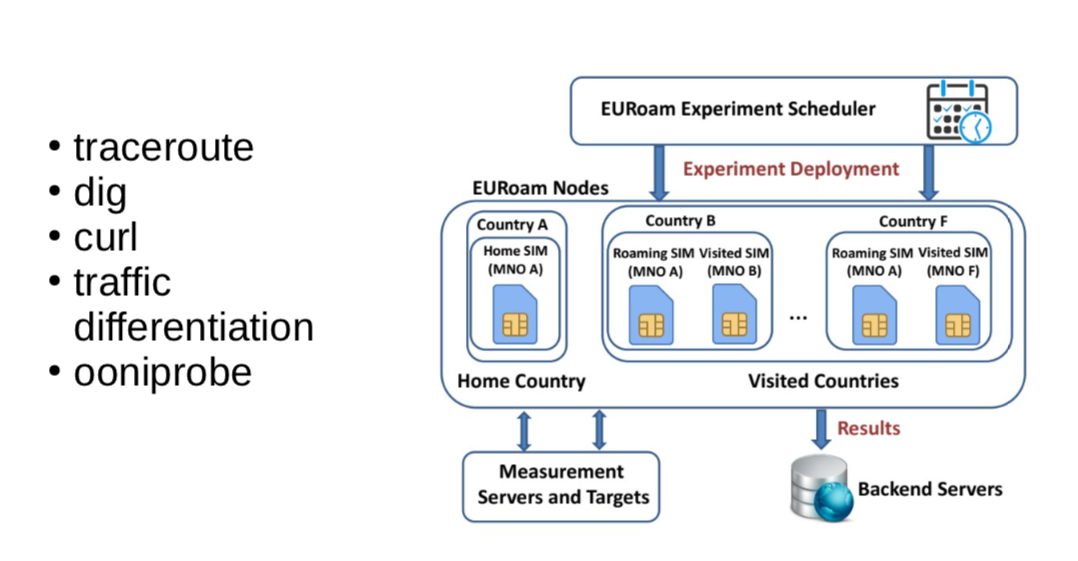 • traceroute
• dig
• curl
• traffic
differentiation
• ooniprobe
EURoam Experiment Scheduler
Experiment Deployment
EURoam Nodes
Country A
Home SIM
(MNO A)
Home Country
Country B
Roaming SIM Visited SIM
(MNO A) (MNO B)
...
Country F
Roaming SIM Visited SIM
(MNO A) (MNO F)
Visited Countries
Measurement
Servers and Targets
Results
Backend Servers